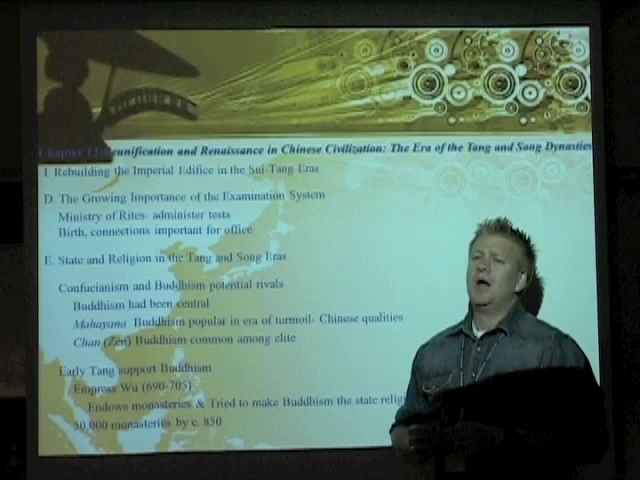 Chapter 12 Reunification and Renaissance in Chinese Civilization: The Era of the Tang and Song Dynasties
I. Rebuilding the Imperial Edifice in the Sui-Tang Eras
D. The Growing Importance of the Examination System
Ministry of Rites- administer tests
Birth, connections important for office
E. State and Religion in the Tang and Song Eras
Confucianism and Buddhism potential rivals
Buddhism had been central
Mahayana Buddhism popular in era of turmoil- Chinese qualities
Chan (Zen) Buddhism common among elite
Early Tang support Buddhism
Empress Wu (690-705)
Endows monasteries & Tried to make Buddhism the state relig
50,000 monasteries by c. 850